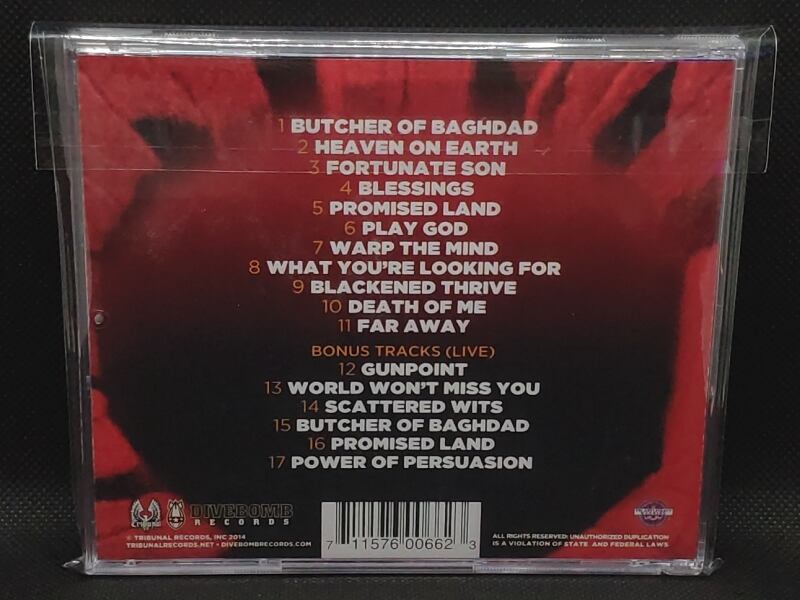 1 BUTCHER OF BAGHDAD
2 HEAVEN ON EARTH
3 FORTUNATE SON
4 BLESSINGS
5 PROMISED LAND
6 PLAY GOD
7 WARP THE MIND
8 WHAT YOU'RE LOOKING FOR
9 BLACKENED THRIVE
10 DEATH OF ME
11 FAR AWAY
BONUS TRACKS (LIVE)
12 GUNPOINT
13 WORLD WON'T MISS YOU
14 SCATTERED WITS
15 BUTCHER OF BAGHDAD
16 PROMISED LAND
17 POWER OF PERSUASION
DIVEBOMB
RECORDS
© TRIBUNAL RECORDS, INC 2014
TRIBUNALRECORDS.NET • DIVEBOMBRECORDS.COM
7 11576 00662 3
ALL RIGHTS RESERVED: UNAUTHORIZED DUPLICATION
IS A VIOLATION OF STATE AND FEDERAL LAWS